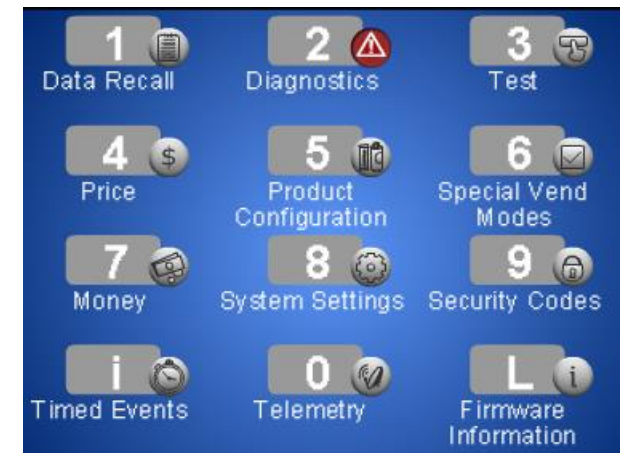 1 2 3
Data Recall Diagnostics Test
4 $ 5 6
Price Product Special Vend
Configuration Modes
7 8 9
Money System Settings Security Codes
i 0 L i
Timed Events Telemetry Firmware
Information